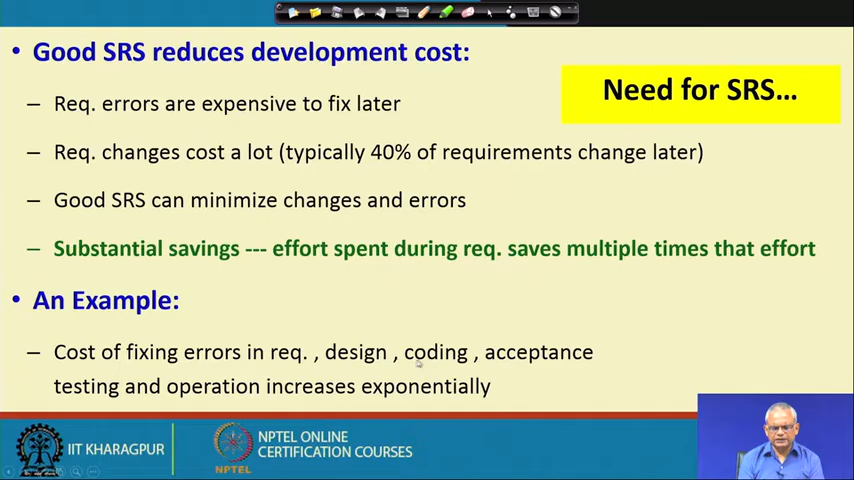 • Good SRS reduces development cost:
Need for SRS...
– Req. errors are expensive to fix later
– Req. changes cost a lot (typically 40% of requirements change later)
– Good SRS can minimize changes and errors
– Substantial savings --- effort spent during req. saves multiple times that effort
• An Example:
– Cost of fixing errors in req. , design , coding , acceptance
testing and operation increases exponentially
IIT KHARAGPUR
NPTEL
NPTEL ONLINE
CERTIFICATION COURSES